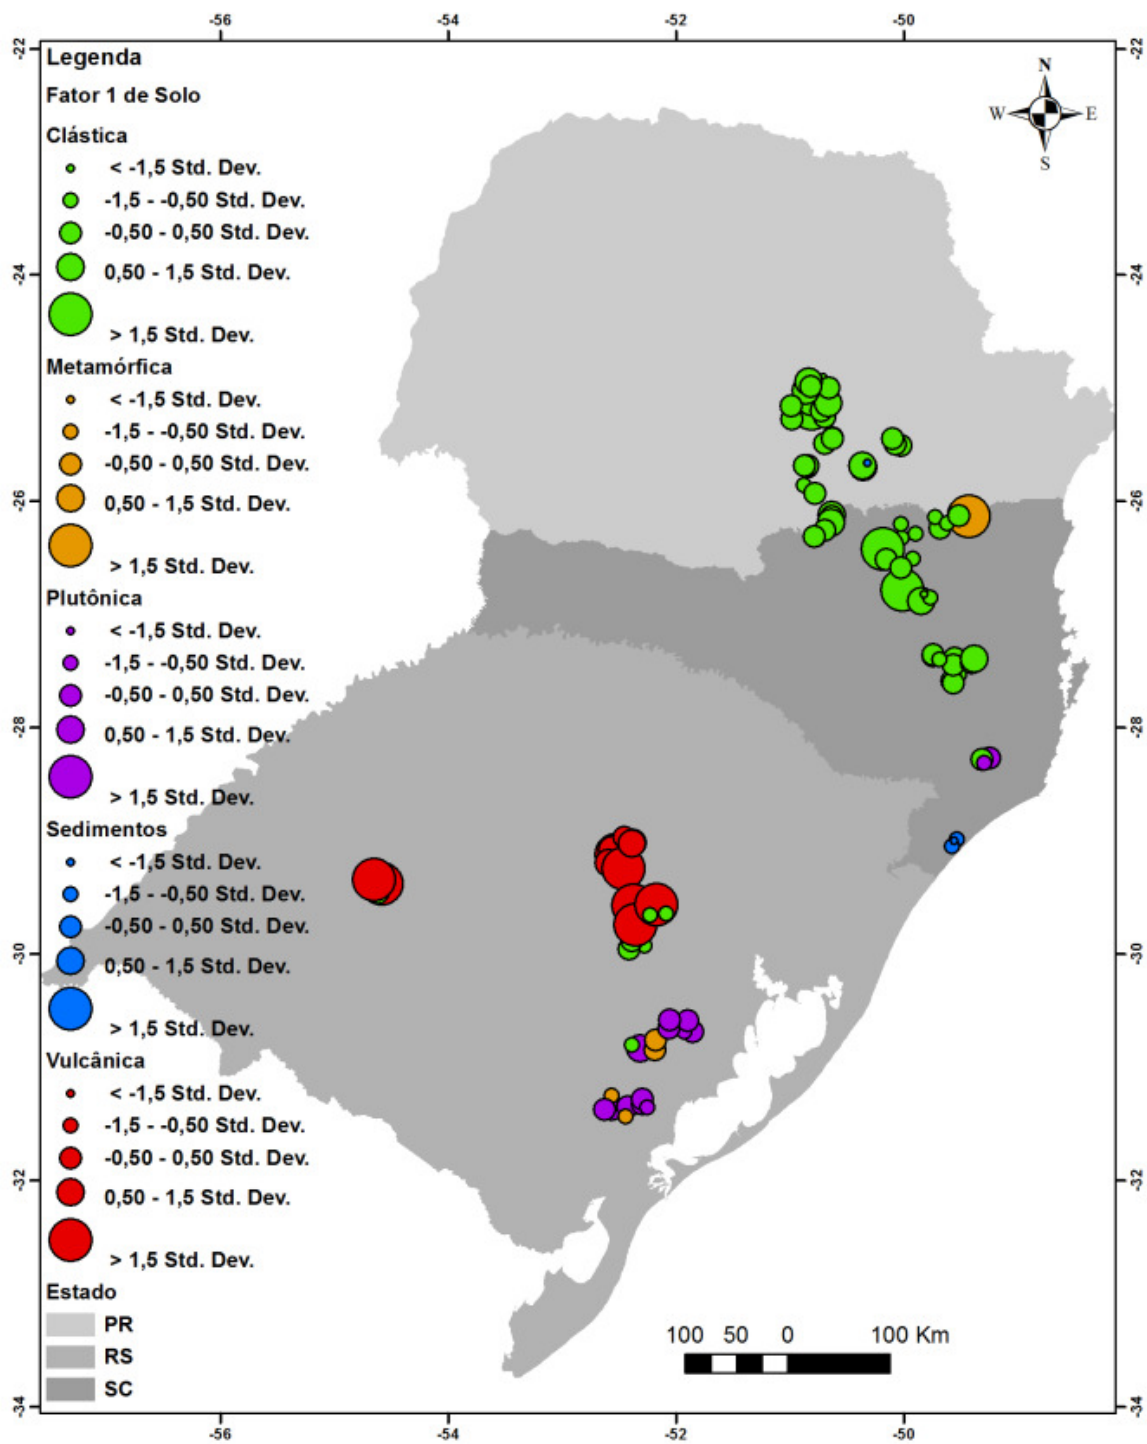 -56 -54 -52 -50
-22 -22
Legenda
Fator 1 de Solo
N
W E
S
Clástica
< -1,5 Std. Dev.
-1,5 - -0,50 Std. Dev.
-0,50 - 0,50 Std. Dev.
0,50 - 1,5 Std. Dev.
> 1,5 Std. Dev.
-24 -24
Metamórfica
< -1,5 Std. Dev.
-1,5 - -0,50 Std. Dev.
-0,50 - 0,50 Std. Dev.
0,50 - 1,5 Std. Dev.
> 1,5 Std. Dev.
-26 -26
Plutônica
< -1,5 Std. Dev.
-1,5 - -0,50 Std. Dev.
-0,50 - 0,50 Std. Dev.
0,50 - 1,5 Std. Dev.
> 1,5 Std. Dev.
-28 -28
Sedimentos
< -1,5 Std. Dev.
-1,5 - -0,50 Std. Dev.
-0,50 - 0,50 Std. Dev.
0,50 - 1,5 Std. Dev.
> 1,5 Std. Dev.
-30 -30
Vulcânica
< -1,5 Std. Dev.
-1,5 - -0,50 Std. Dev.
-0,50 - 0,50 Std. Dev.
0,50 - 1,5 Std. Dev.
> 1,5 Std. Dev.
-32 -32
Estado
PR
RS
SC
100 50 0 100 Km
-34 -34
-56 -54 -52 -50